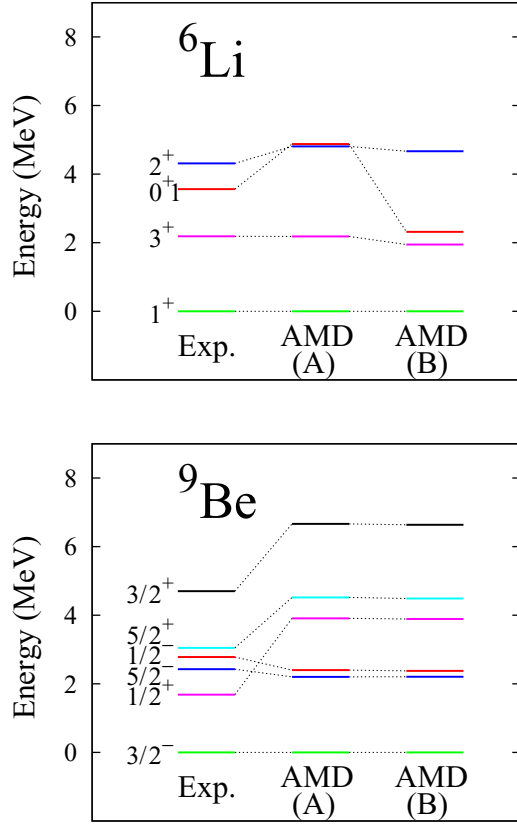 ⁶Li
8
6
4
2
0
Energy (MeV)
2⁺
0⁺1
3⁺
1⁺
Exp.
AMD
(A)
AMD
(B)
⁹Be
8
6
4
2
0
Energy (MeV)
3/2⁺
5/2⁺
1/2⁻
5/2⁻
1/2⁺
3/2⁻
Exp.
AMD
(A)
AMD
(B)